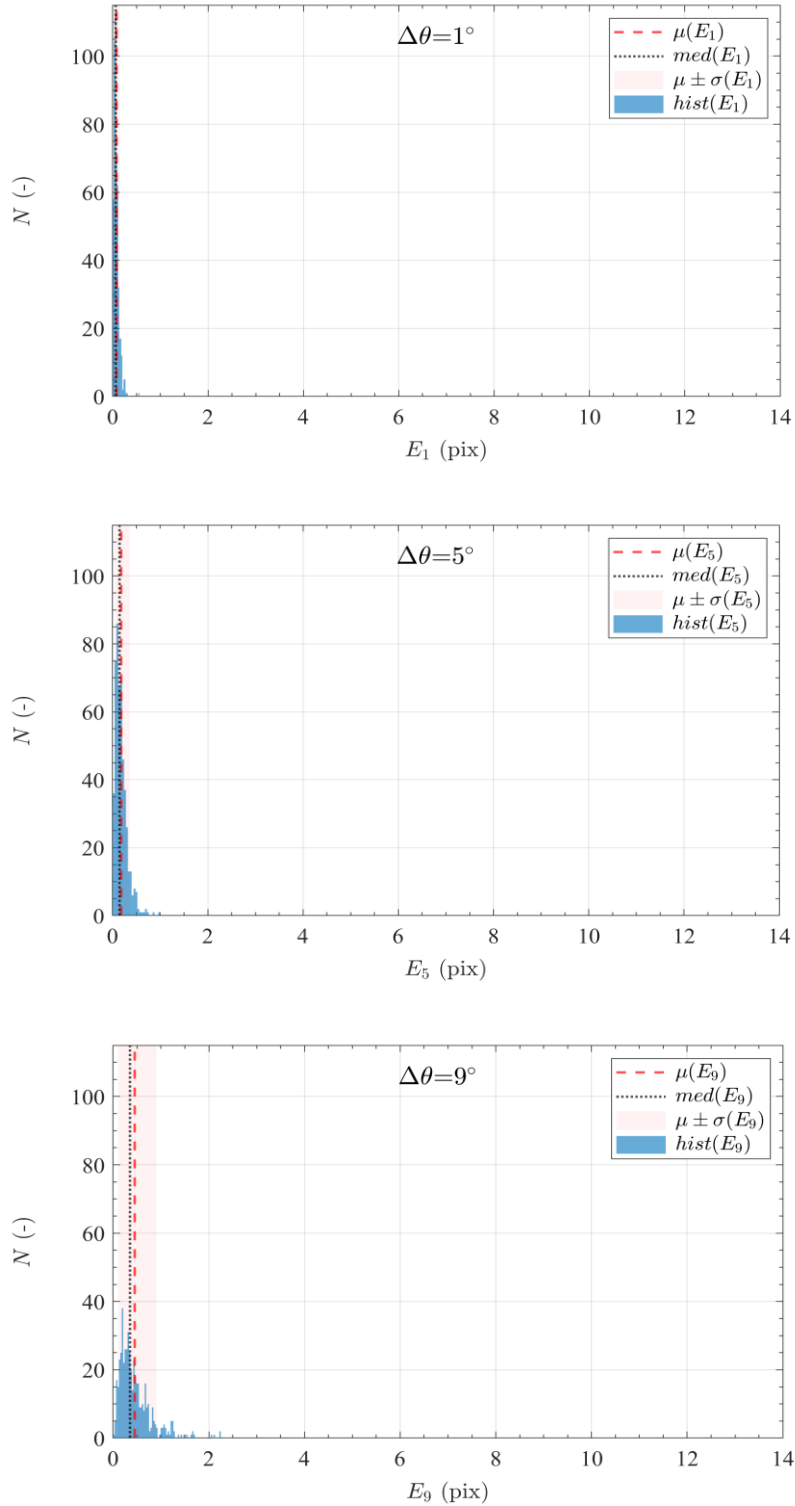 Δθ=1°
μ(E₁)
med(E₁)
μ ± σ(E₁)
hist(E₁)
100
80
60
40
20
0
N (-)
0 2 4 6 8 10 12 14
E₁ (pix)
Δθ=5°
μ(E₅)
med(E₅)
μ ± σ(E₅)
hist(E₅)
100
80
60
40
20
0
N (-)
0 2 4 6 8 10 12 14
E₅ (pix)
Δθ=9°
μ(E₉)
med(E₉)
μ ± σ(E₉)
hist(E₉)
100
80
60
40
20
0
N (-)
0 2 4 6 8 10 12 14
E₉ (pix)